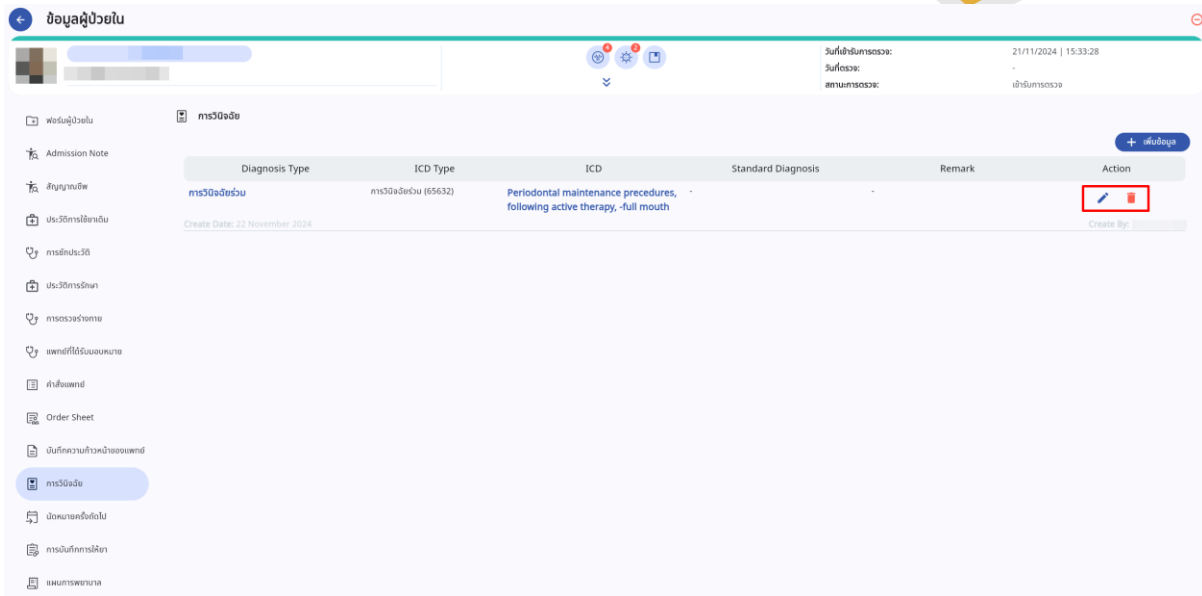 ข้อมูลผู้ป่วยใน
4
2
วันที่เข้ารับการตรวจ: 21/11/2024 | 15:33:28
วันที่ตรวจ: -
สถานะการตรวจ: เข้ารับการตรวจ
ฟอร์มผู้ป่วยใน
Admission Note
สัญญาณชีพ
ประวัติการใช้ยาเดิม
การซักประวัติ
ประวัติการรักษา
การตรวจร่างกาย
แพทย์ที่ได้รับมอบหมาย
คำสั่งแพทย์
Order Sheet
บันทึกความก้าวหน้าของแพทย์
การวินิจฉัย
นัดหมายครั้งถัดไป
การบันทึกการให้ยา
แผนการพยาบาล
การวินิจฉัย
+ เพิ่มข้อมูล
Diagnosis Type ICD Type ICD Standard Diagnosis Remark Action
การวินิจฉัยร่วม การวินิจฉัยร่วม (65632) Periodontal maintenance precedures, - -
following active therapy, -full mouth
Create Date: 22 November 2024 Create By: